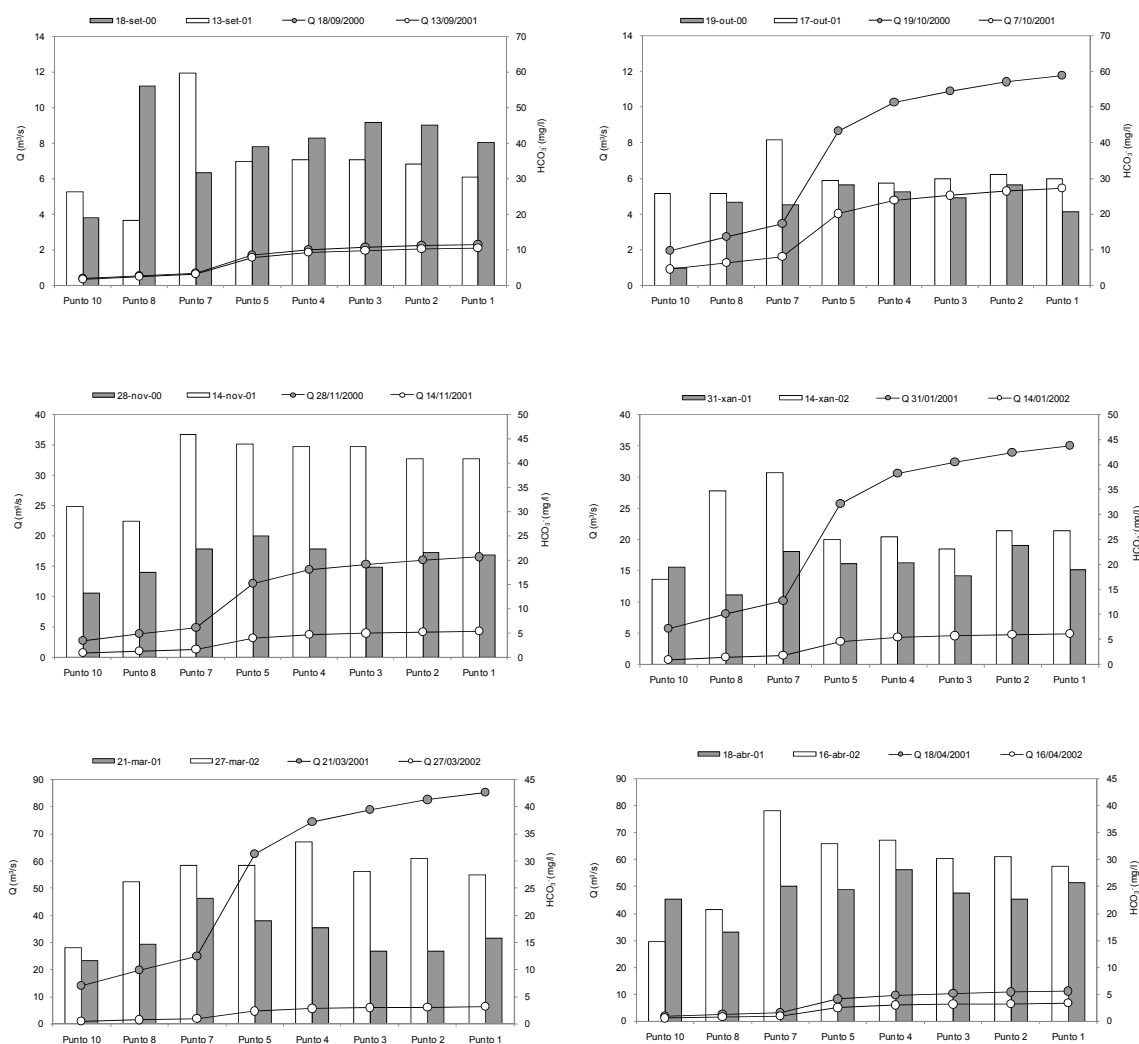 18-set-00 13-set-01 Q 18/09/2000 Q 13/09/2001
14 12 10 8 6 4 2 0
Q (m³/s)
70 60 50 40 30 20 10 0
HCO₃⁻ (mg/l)
Punto 10 Punto 8 Punto 7 Punto 5 Punto 4 Punto 3 Punto 2 Punto 1
19-out-00 17-out-01 Q 19/10/2000 Q 7/10/2001
14 12 10 8 6 4 2 0
Q (m³/s)
70 60 50 40 30 20 10 0
HCO₃⁻ (mg/l)
Punto 10 Punto 8 Punto 7 Punto 5 Punto 4 Punto 3 Punto 2 Punto 1
28-nov-00 14-nov-01 Q 28/11/2000 Q 14/11/2001
40 35 30 25 20 15 10 5 0
Q (m³/s)
50 45 40 35 30 25 20 15 10 5 0
HCO₃⁻ (mg/l)
Punto 10 Punto 8 Punto 7 Punto 5 Punto 4 Punto 3 Punto 2 Punto 1
31-xan-01 14-xan-02 Q 31/01/2001 Q 14/01/2002
40 35 30 25 20 15 10 5 0
Q (m³/s)
50 45 40 35 30 25 20 15 10 5 0
HCO₃⁻ (mg/l)
Punto 10 Punto 8 Punto 7 Punto 5 Punto 4 Punto 3 Punto 2 Punto 1
21-mar-01 27-mar-02 Q 21/03/2001 Q 27/03/2002
90 80 70 60 50 40 30 20 10 0
Q (m³/s)
45 40 35 30 25 20 15 10 5 0
HCO₃⁻ (mg/l)
Punto 10 Punto 8 Punto 7 Punto 5 Punto 4 Punto 3 Punto 2 Punto 1
18-abr-01 16-abr-02 Q 18/04/2001 Q 16/04/2002
90 80 70 60 50 40 30 20 10 0
Q (m³/s)
45 40 35 30 25 20 15 10 5 0
HCO₃⁻ (mg/l)
Punto 10 Punto 8 Punto 7 Punto 5 Punto 4 Punto 3 Punto 2 Punto 1